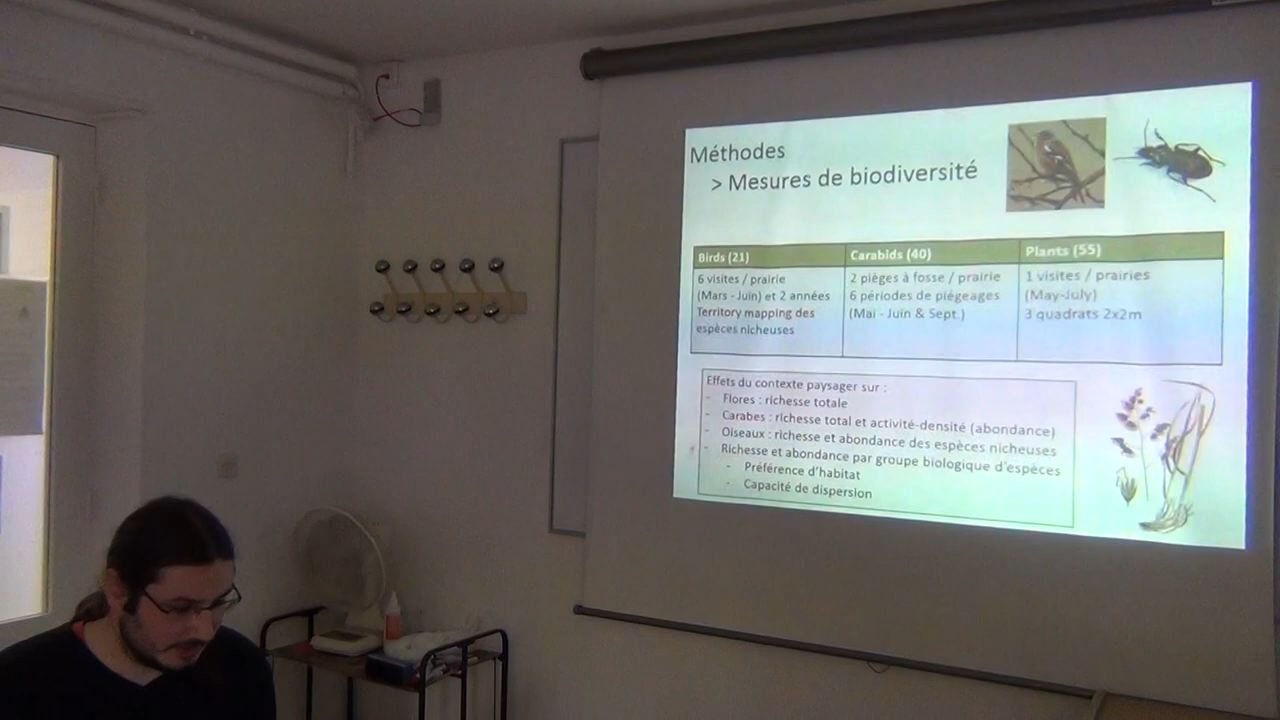 Méthodes
> Mesures de biodiversité
Birds (21)
6 visites / prairie
(Mars - Juin) et 2 années
Territory mapping des
espèces nicheuses
Carabids (40)
2 pièges à fosse / prairie
6 périodes de piégeages
(Mai - Juin & Sept.)
Plants (55)
1 visites / prairies
(May-July)
3 quadrats 2x2m
Effets du contexte paysager sur :
- Flores : richesse totale
- Carabes : richesse total et activité-densité (abondance)
- Oiseaux : richesse et abondance des espèces nicheuses
- Richesse et abondance par groupe biologique d'espèces
- Préférence d'habitat
- Capacité de dispersion